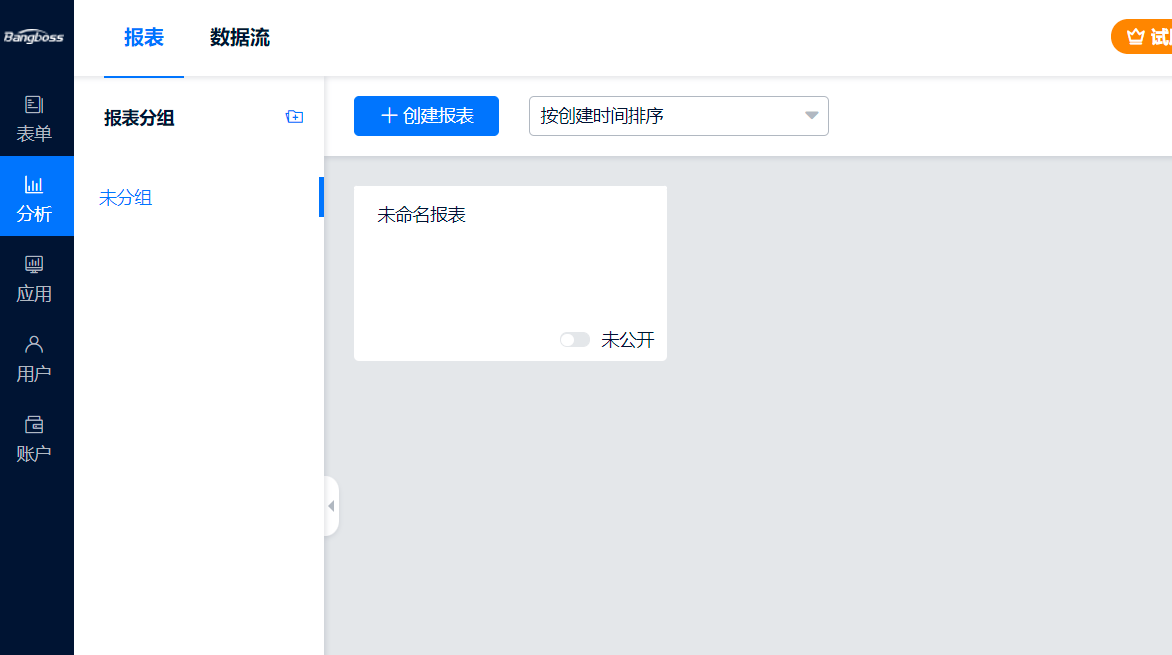 Bangboss
报表
数据流
表单
分析
应用
用户
账户
报表分组
未分组
创建报表
按创建时间排序
未命名报表
未公开
试